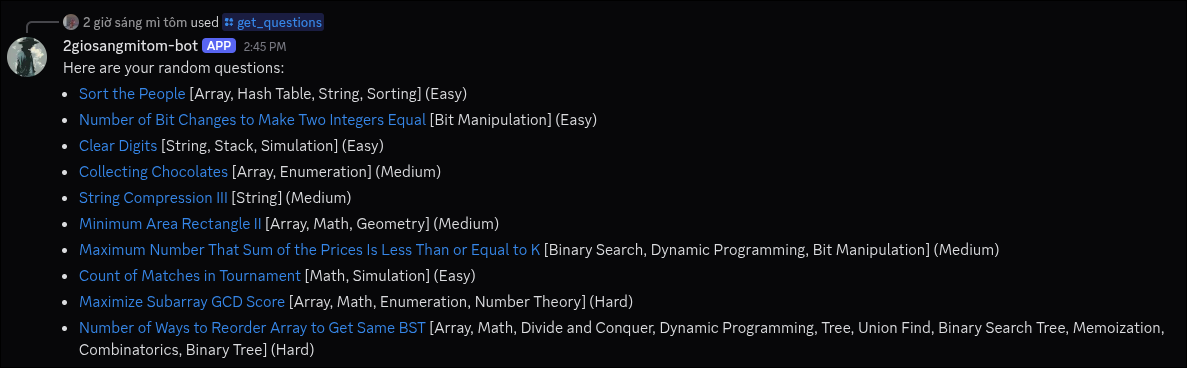 2 giờ sáng mì tôm used get_questions
2giosangmitom-bot APP 2:45 PM
Here are your random questions:
• Sort the People [Array, Hash Table, String, Sorting] (Easy)
• Number of Bit Changes to Make Two Integers Equal [Bit Manipulation] (Easy)
• Clear Digits [String, Stack, Simulation] (Easy)
• Collecting Chocolates [Array, Enumeration] (Medium)
• String Compression III [String] (Medium)
• Minimum Area Rectangle II [Array, Math, Geometry] (Medium)
• Maximum Number That Sum of the Prices Is Less Than or Equal to K [Binary Search, Dynamic Programming, Bit Manipulation] (Medium)
• Count of Matches in Tournament [Math, Simulation] (Easy)
• Maximize Subarray GCD Score [Array, Math, Enumeration, Number Theory] (Hard)
• Number of Ways to Reorder Array to Get Same BST [Array, Math, Divide and Conquer, Dynamic Programming, Tree, Union Find, Binary Search Tree, Memoization,
Combinatorics, Binary Tree] (Hard)